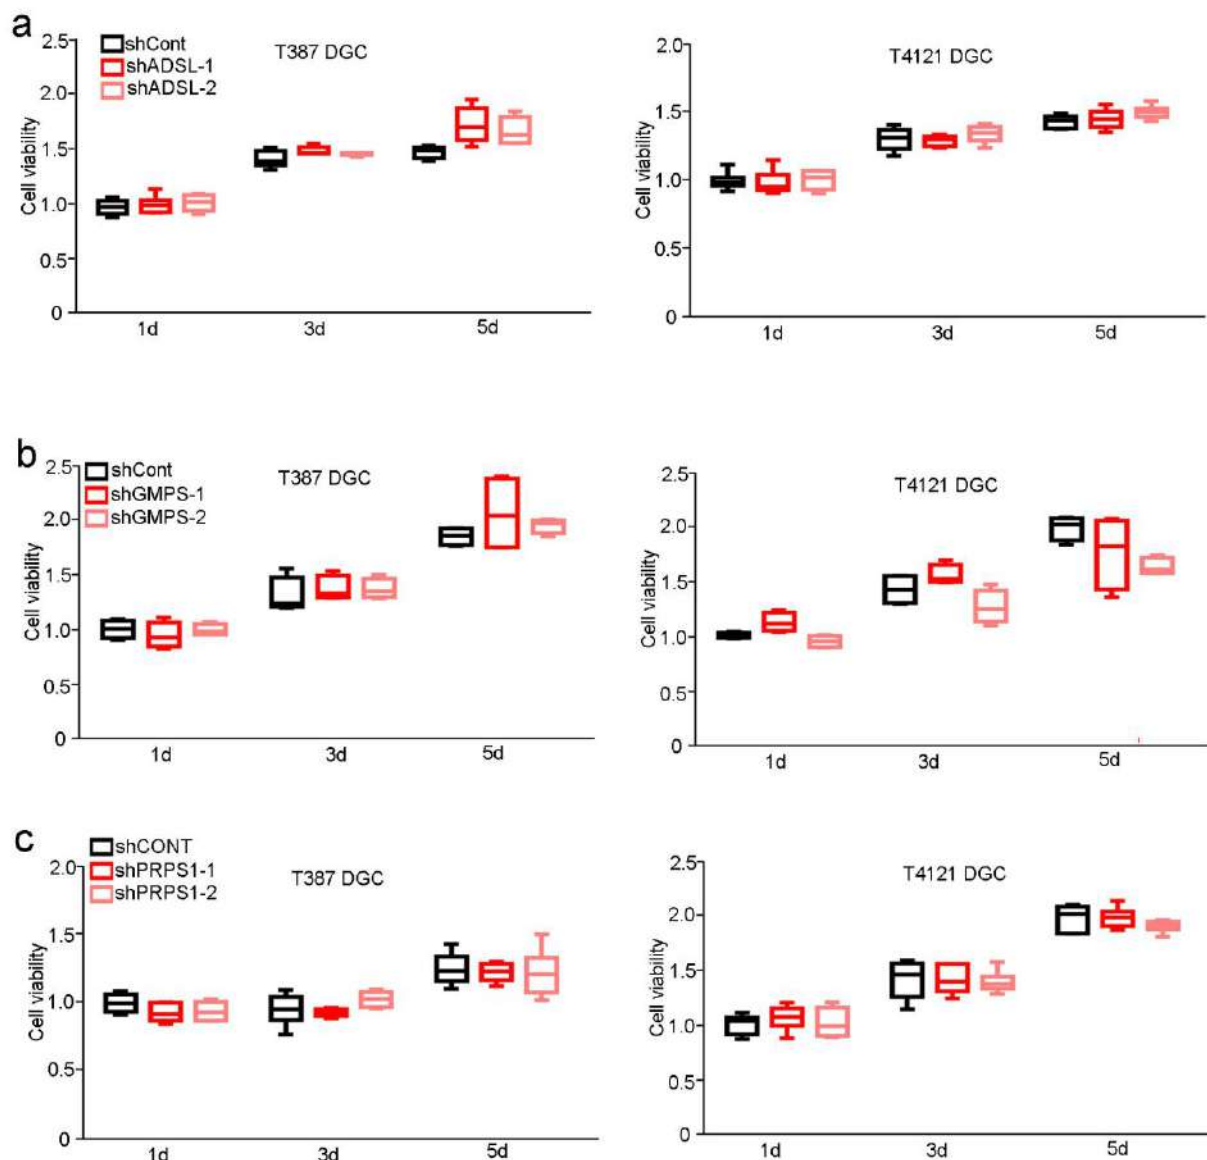 a
shCont
shADSL-1
shADSL-2
T387 DGC
Cell viability
2.5
2.0
1.5
1.0
0.5
0
1d
3d
5d
T4121 DGC
Cell viability
2.0
1.5
1.0
0.5
0
1d
3d
5d
b
shCont
shGMPS-1
shGMPS-2
T387 DGC
Cell viability
2.5
2.0
1.5
1.0
0.5
0
1d
3d
5d
T4121 DGC
Cell viability
2.5
2.0
1.5
1.0
0.5
0
1d
3d
5d
c
shCONT
shPRPS1-1
shPRPS1-2
T387 DGC
Cell viability
2.0
1.5
1.0
0.5
0
1d
3d
5d
T4121 DGC
Cell viability
2.5
2.0
1.5
1.0
0.5
0
1d
3d
5d